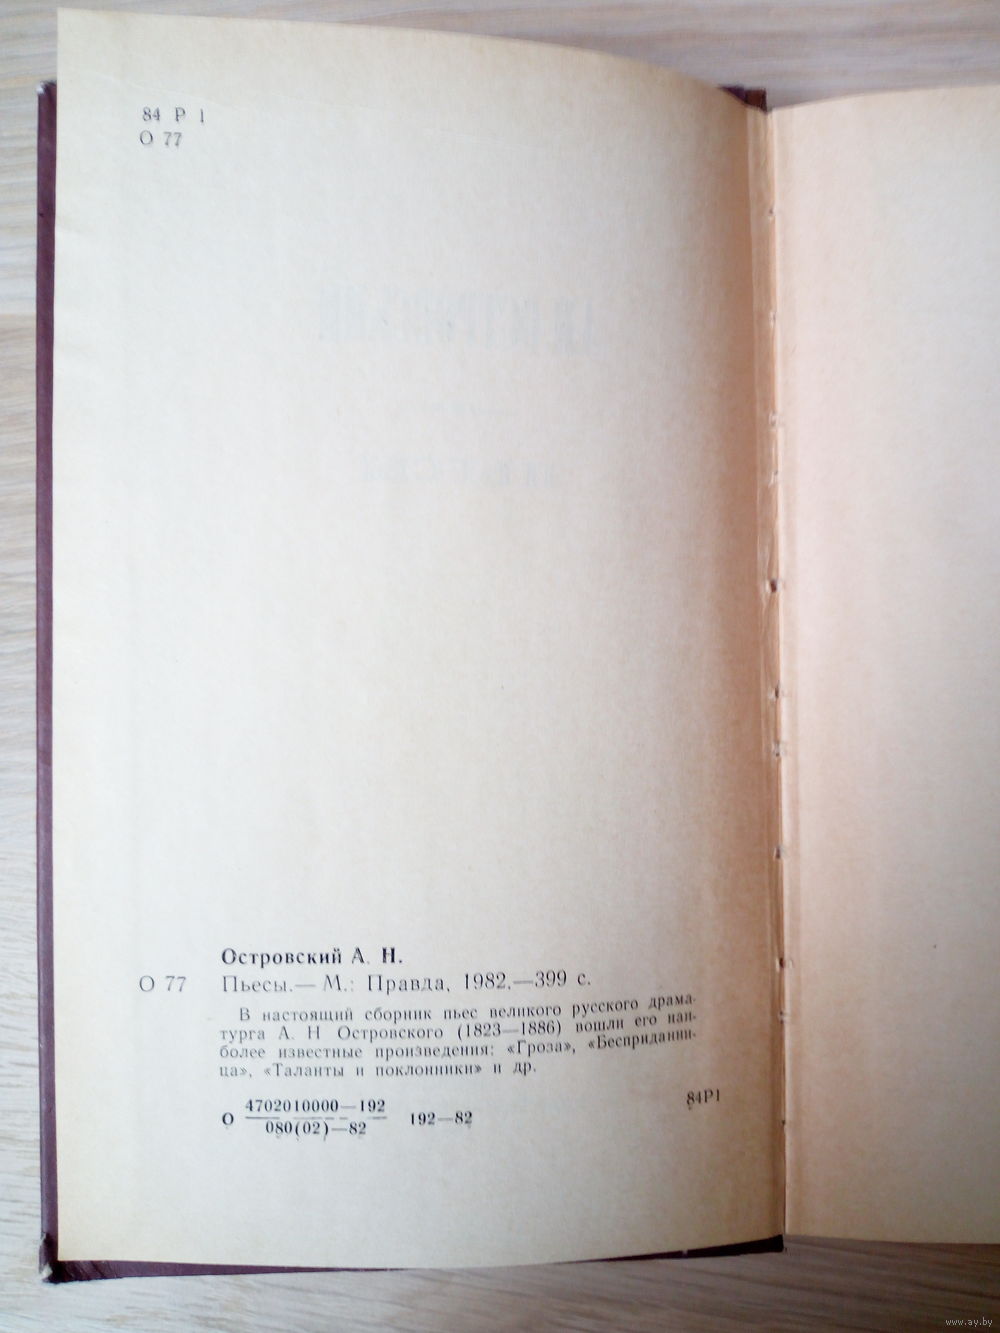 84 Р 1
О 77
Островский А. Н.
О 77 Пьесы.— М.: Правда, 1982.—399 с.
В настоящий сборник пьес великого русского драма-
турга А. Н Островского (1823—1886) вошли его наи-
более известные произведения: «Гроза», «Бесприданни-
ца», «Таланты и поклонники» и др.
О 4702010000—192
080(02)—82 192—82
84Р1
www.ay.by